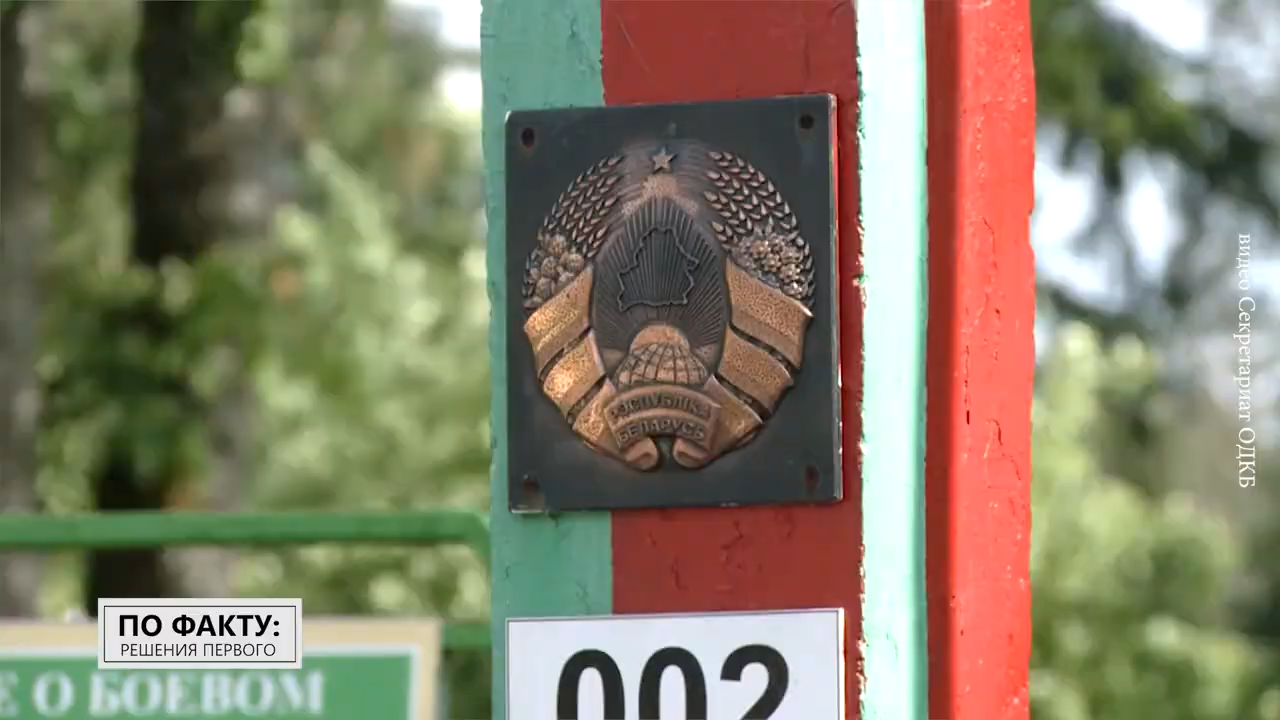 РЭСПУБЛІКА
БЕЛАРУСЬ
002
ПО ФАКТУ:
РЕШЕНИЯ ПЕРВОГО
Е О БОЕВОМ
видео Секретариат ОДКБ